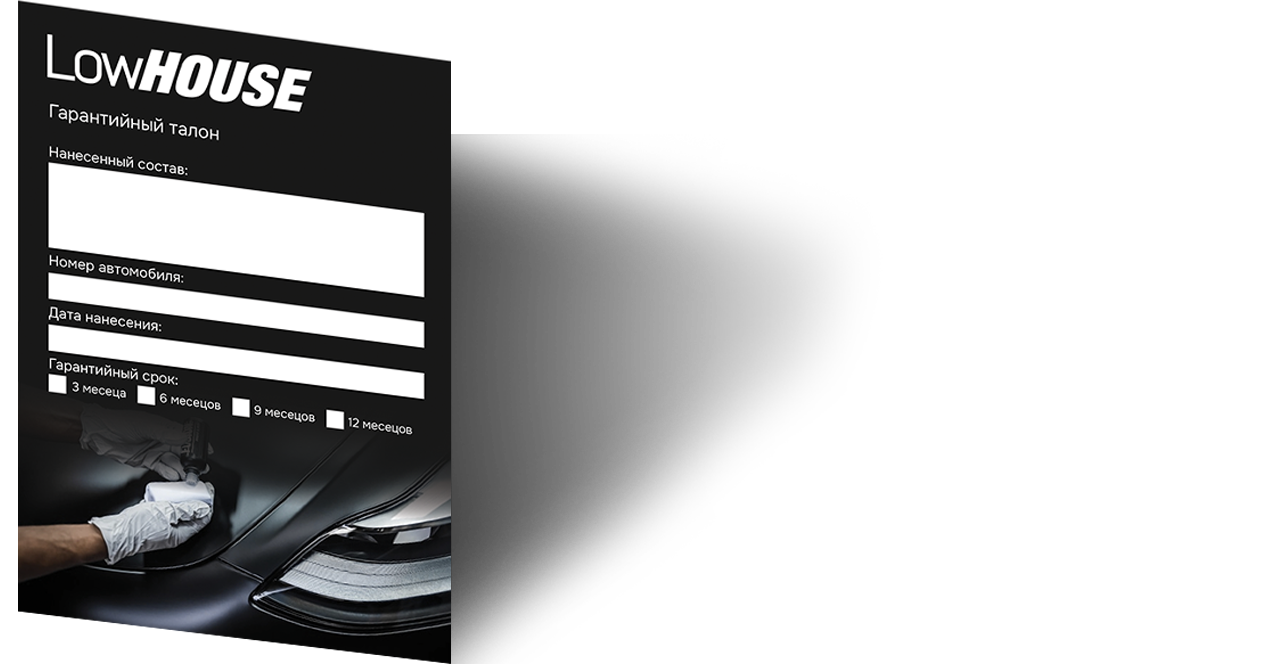 LowHOUSE
Гарантийный талон
Нанесенный состав:
Номер автомобиля:
Дата нанесения:
Гарантийный срок:
3 месеца 6 месецов 9 месецов 12 месецов